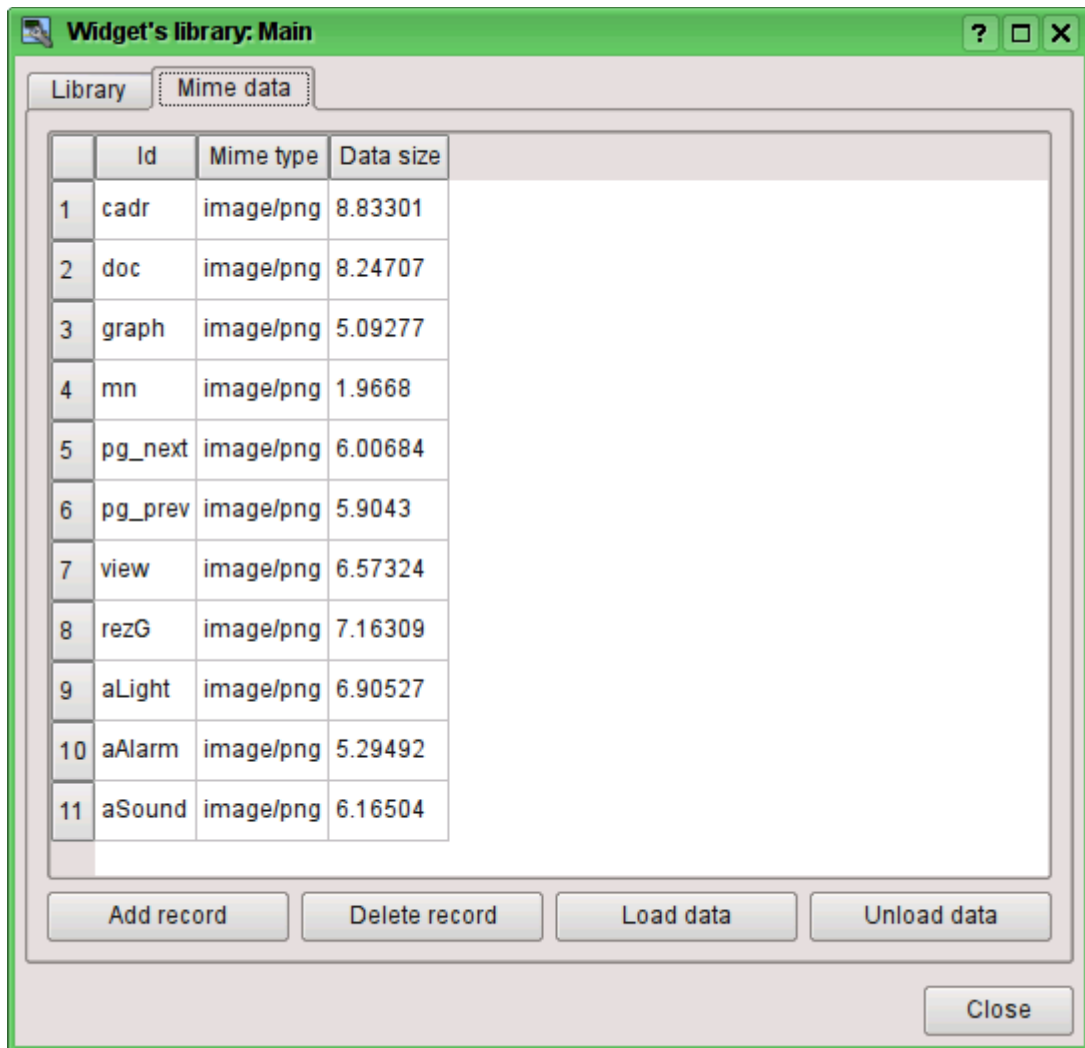 Widget's library: Main
Library Mime data
Id Mime type Data size
1 cadr image/png 8.83301
2 doc image/png 8.24707
3 graph image/png 5.09277
4 mn image/png 1.9668
5 pg_next image/png 6.00684
6 pg_prev image/png 5.9043
7 view image/png 6.57324
8 rezG image/png 7.16309
9 aLight image/png 6.90527
10 aAlarm image/png 5.29492
11 aSound image/png 6.16504
Add record Delete record Load data Unload data
Close